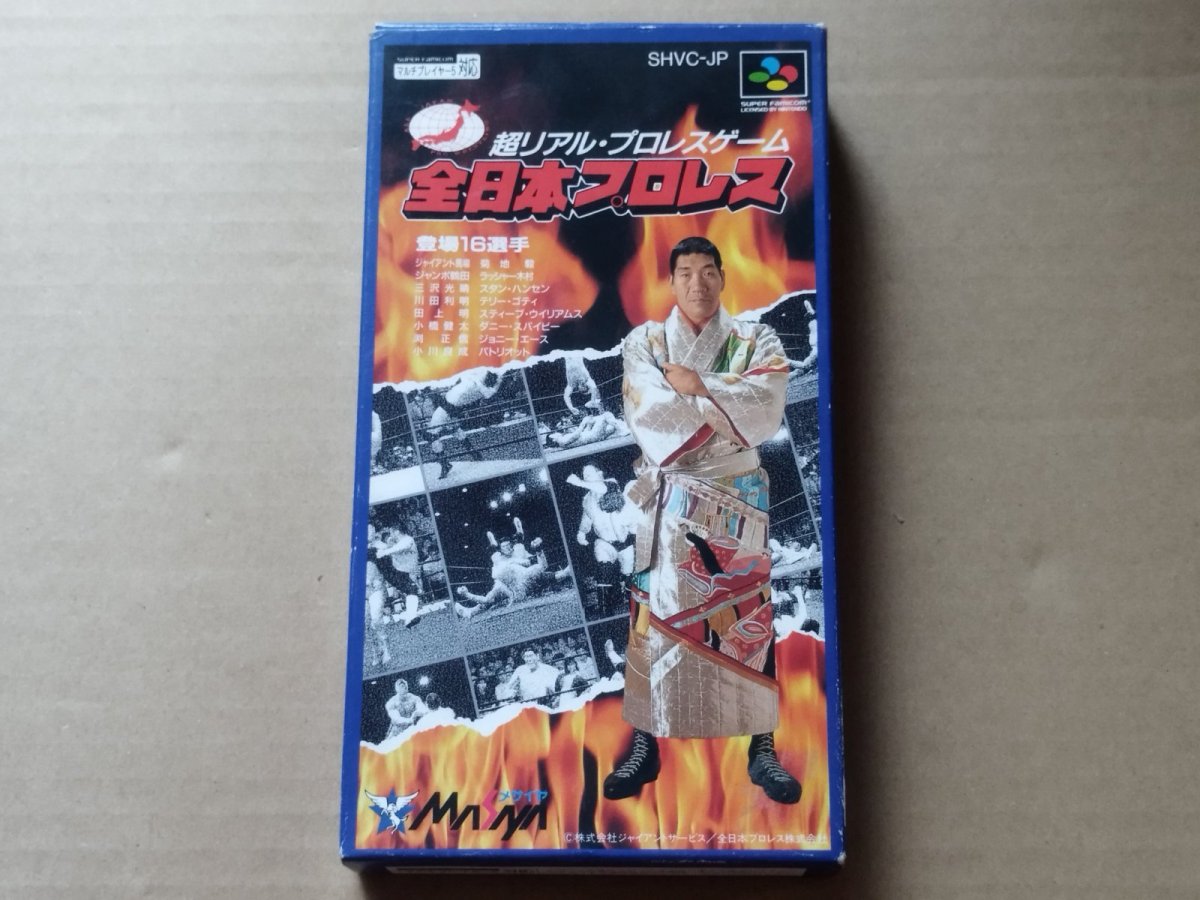 SUPER FAMICOM
マルチプレイヤー5 対応
SHVC-JP
SUPER FAMICOM
LICENSED BY NINTENDO
超リアル・プロレスゲーム
全日本プロレス
登場16選手
ジャイアント馬場 菊地 毅
ジャンボ鶴田 ラッシャー木村
三沢光晴 スタン・ハンセン
川田利明 テリー・ゴディ
田上 明 スティーブ・ウイリアムス
小橋健太 ダニー・スパイビー
渕 正信 ジョニー・エース
小川良成 パトリオット
メサイヤ
MASAYA
©株式会社ジャイアントサービス/全日本プロレス株式会社